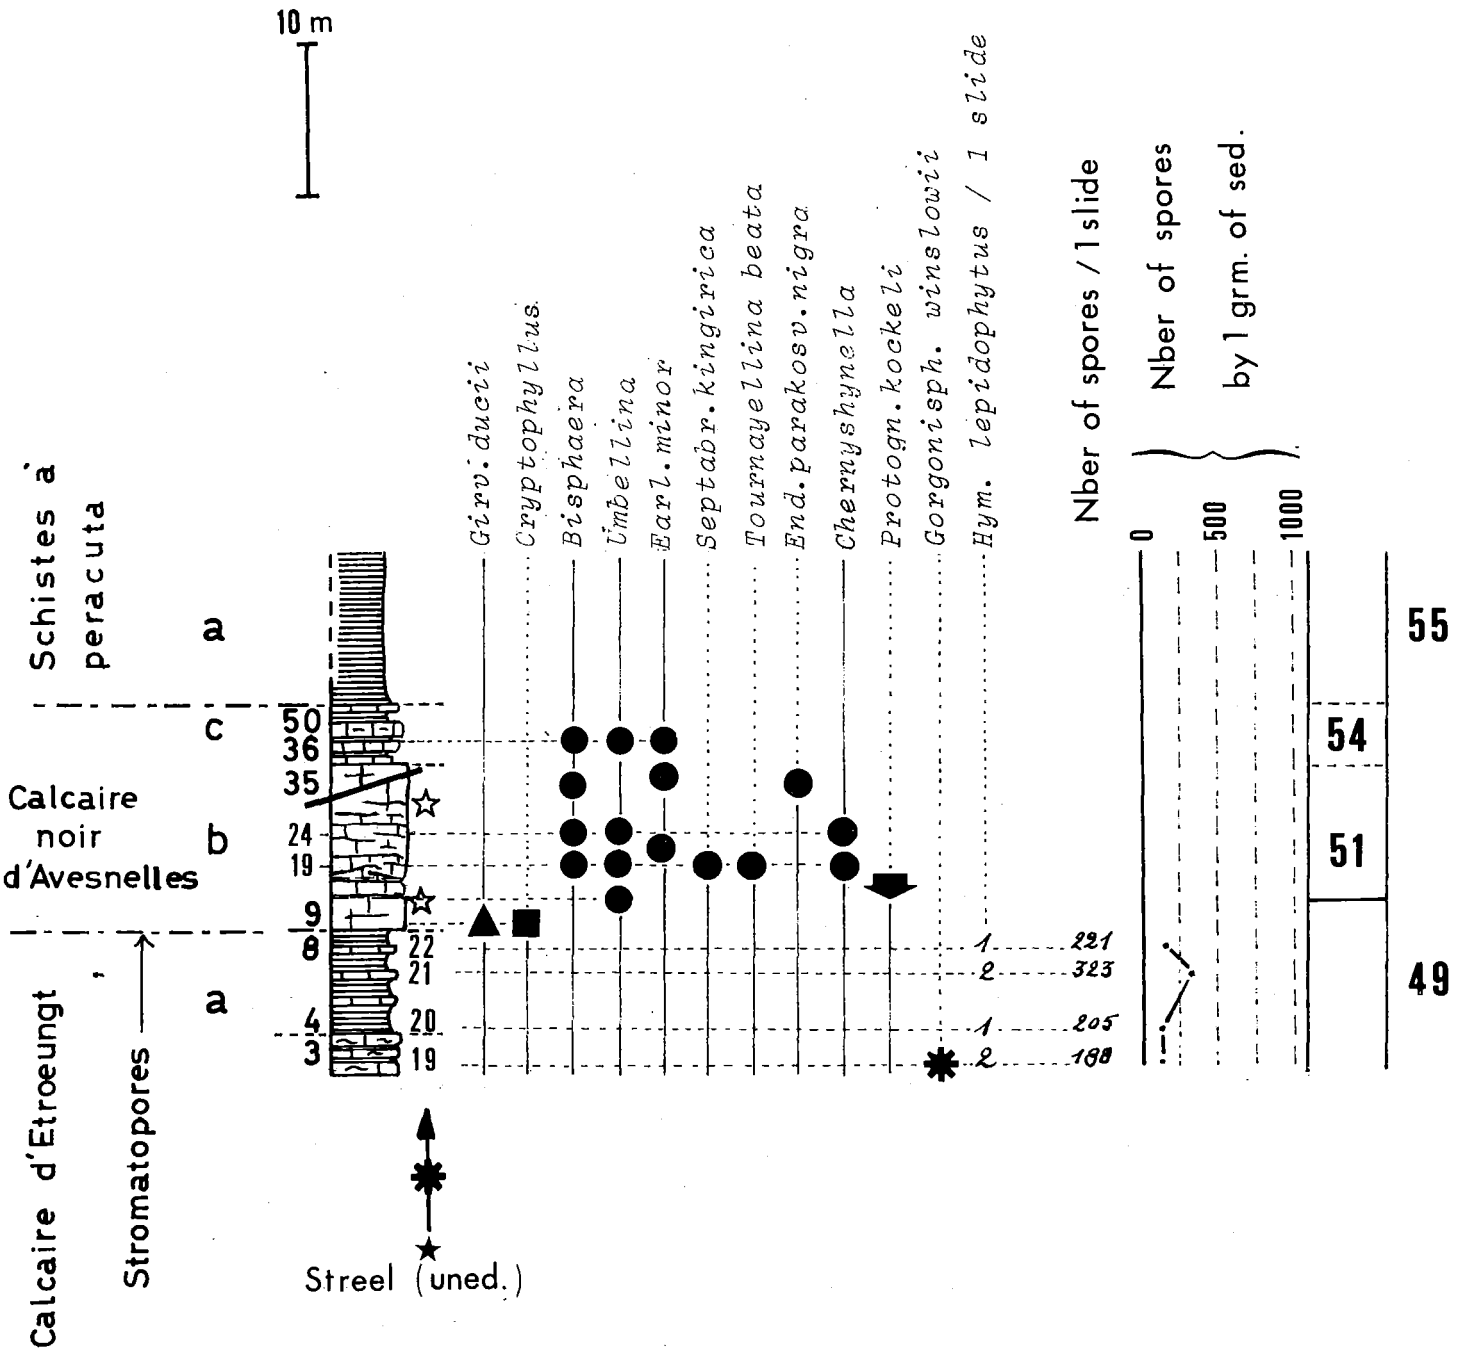 10 m
Girv. ducii
Cryptophyllus
Bisphaera
Umbellina
Earl. minor
Septabr. kingirica
Tournayellina beata
End. parakosv. nigra
Chernyshynella
Protogn. kockeli
Gorgonisph. winslowii
Hym. lepidophytus / 1 slide
Nber of spores / 1 slide
Nber of spores
by 1 grm. of sed.
0
500
1000
Schistes à
peracuta
a
55
c
50
36
54
35
Calcaire
noir
d'Avesnelles
b
24
19
51
9
8
22
1
221
21
2
323
a
49
4
20
1
205
3
19
2
188
Calcaire d'Etroeungt
Stromatopores
Streel (uned.)